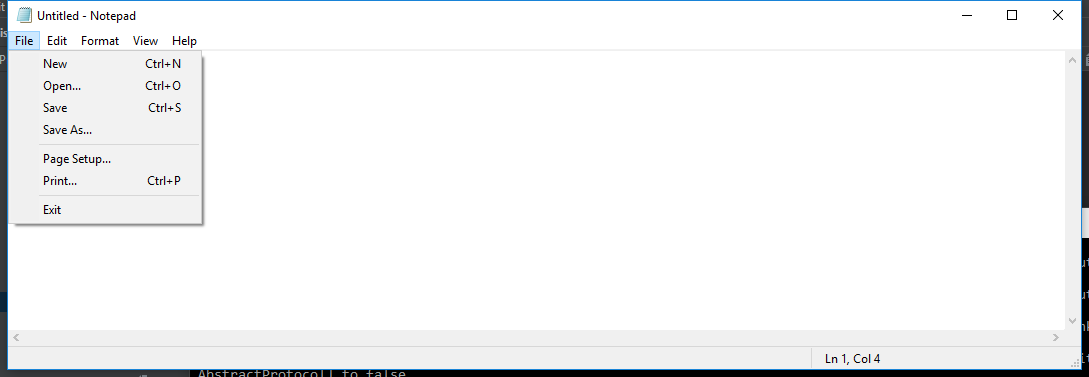 Untitled - Notepad
File Edit Format View Help
New Ctrl+N
Open... Ctrl+O
Save Ctrl+S
Save As...
Page Setup...
Print... Ctrl+P
Exit
Ln 1, Col 4
AbstractProtocol] to false